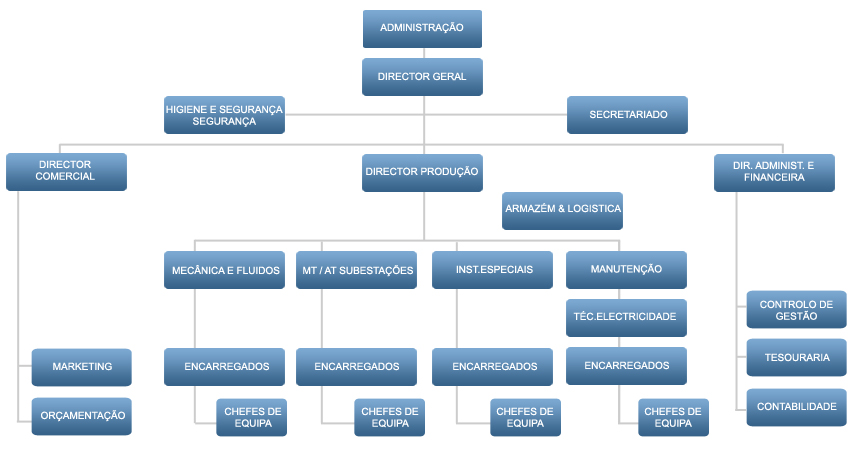 ADMINISTRAÇÃO
DIRECTOR GERAL
HIGIENE E SEGURANÇA
SEGURANÇA
SECRETARIADO
DIRECTOR
COMERCIAL
DIRECTOR PRODUÇÃO
DIR. ADMINIST. E
FINANCEIRA
ARMAZÉM & LOGISTICA
MECÂNICA E FLUIDOS
MT / AT SUBESTAÇÕES
INST.ESPECIAIS
MANUTENÇÃO
CONTROLO DE
GESTÃO
TÉC.ELECTRICIDADE
TESOURARIA
MARKETING
ENCARREGADOS
ENCARREGADOS
ENCARREGADOS
ENCARREGADOS
CONTABILIDADE
ORÇAMENTAÇÃO
CHEFES DE
EQUIPA
CHEFES DE
EQUIPA
CHEFES DE
EQUIPA
CHEFES DE
EQUIPA